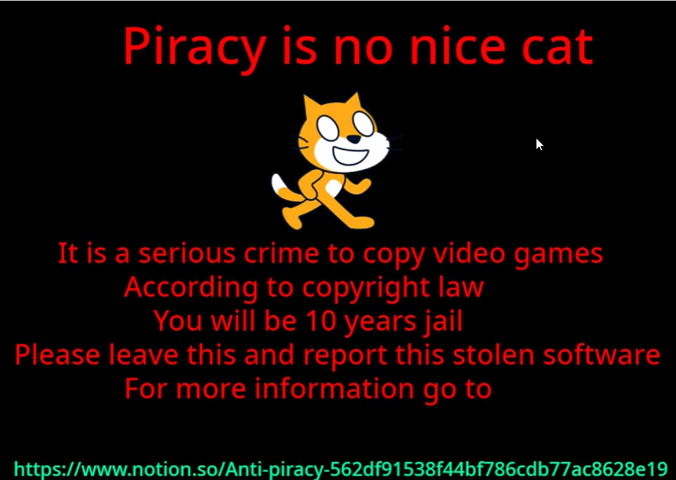 Piracy is no nice cat
It is a serious crime to copy video games
According to copyright law
You will be 10 years jail
Please leave this and report this stolen software
For more information go to
https://www.notion.so/Anti-piracy-562df91538f44bf786cdb77ac8628e19